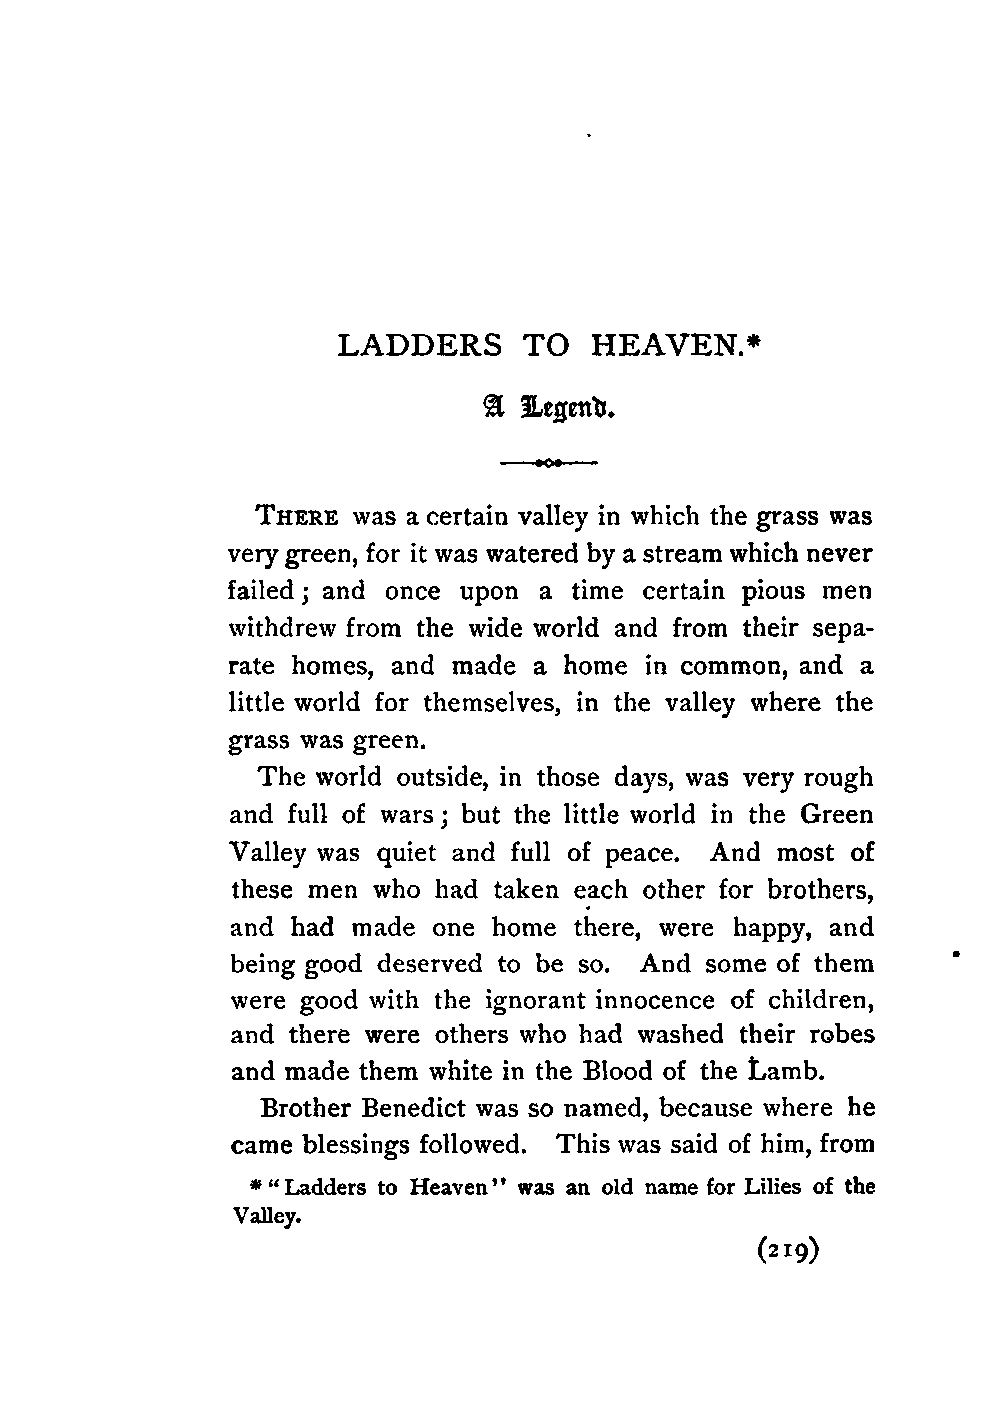 LADDERS TO HEAVEN.*
A Legend.
THERE was a certain valley in which the grass was
very green, for it was watered by a stream which never
failed; and once upon a time certain pious men
withdrew from the wide world and from their sepa-
rate homes, and made a home in common, and a
little world for themselves, in the valley where the
grass was green.
The world outside, in those days, was very rough
and full of wars; but the little world in the Green
Valley was quiet and full of peace. And most of
these men who had taken each other for brothers,
and had made one home there, were happy, and
being good deserved to be so. And some of them
were good with the ignorant innocence of children,
and there were others who had washed their robes
and made them white in the Blood of the Lamb.
Brother Benedict was so named, because where he
came blessings followed. This was said of him, from
* "Ladders to Heaven" was an old name for Lilies of the
Valley.
(219)